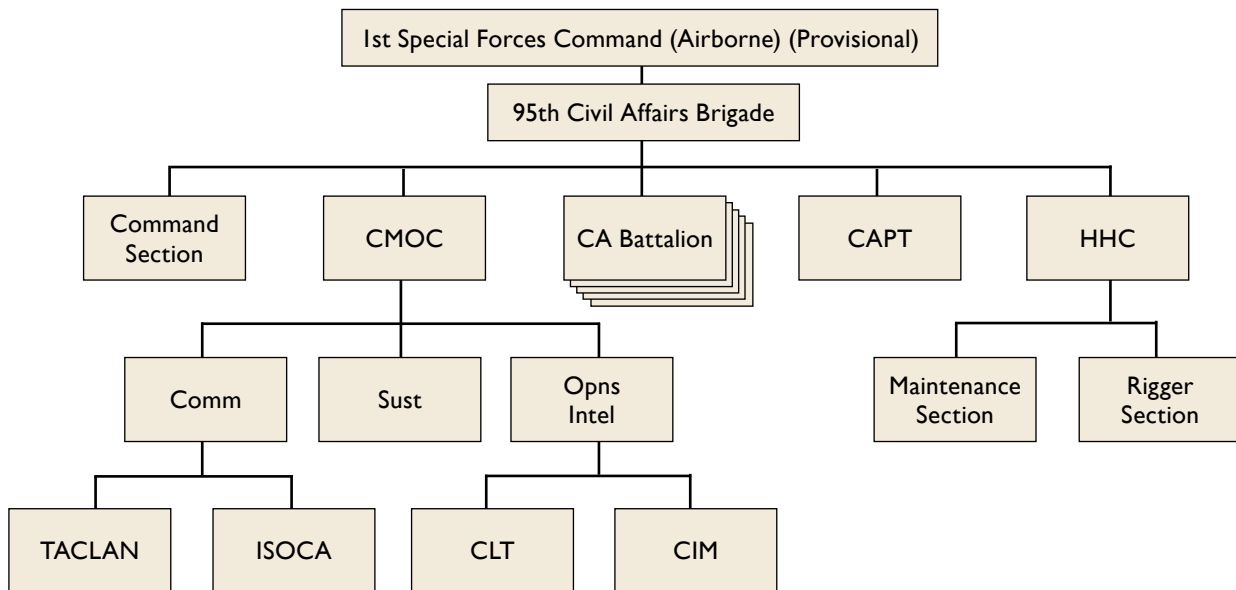 1st Special Forces Command (Airborne) (Provisional)
95th Civil Affairs Brigade
Command
Section
CMOC
CA Battalion
CAPT
HHC
Comm
Sust
Opns
Intel
Maintenance
Section
Rigger
Section
TACLAN
ISOCA
CLT
CIM